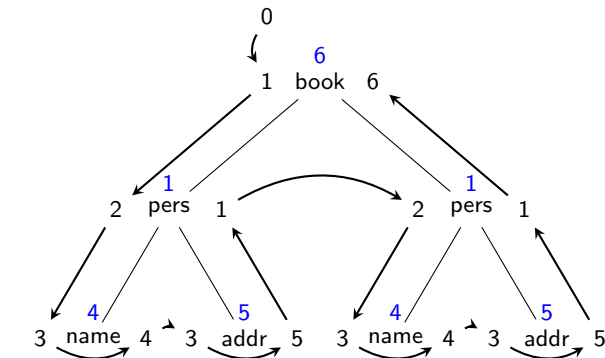 0
6
1 book 6
1 1
2 pers 1 2 pers 1
4 5 4 5
3 name 4 3 addr 5 3 name 4 3 addr 5